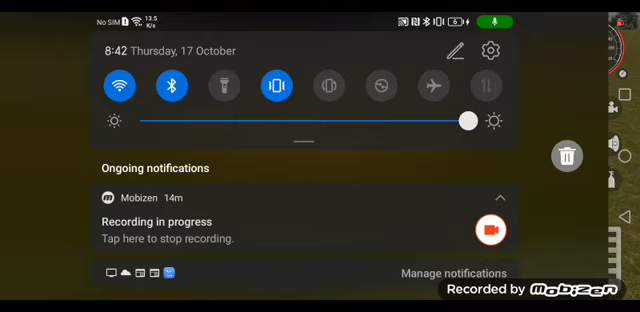 No SIM 13.5 K/s 6
8:42 Thursday, 17 October
Ongoing notifications
Mobizen 14m
Recording in progress
Tap here to stop recording.
Manage notifications
Recorded by Mobizen